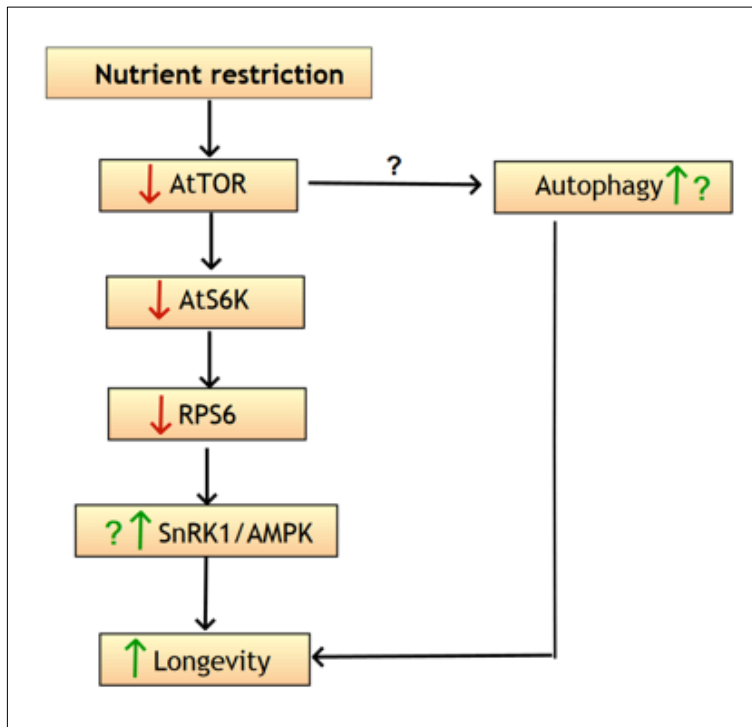 Nutrient restriction
↓ AtTOR
?
Autophagy ↑ ?
↓ AtS6K
↓ RPS6
? ↑ SnRK1/AMPK
↑ Longevity